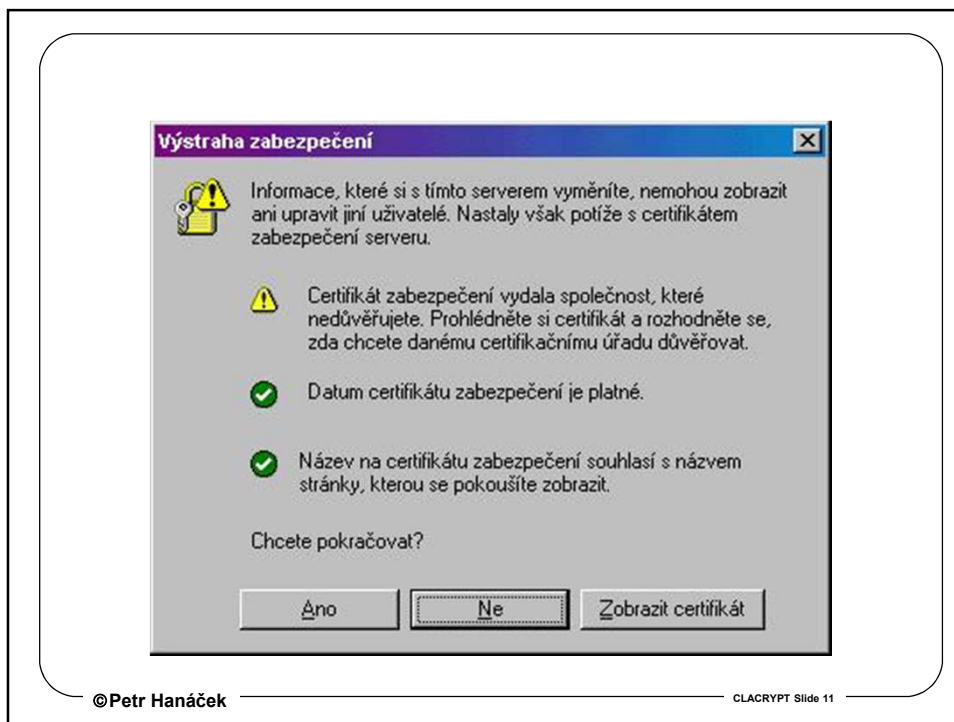 Výstraha zabezpečení
Informace, které si s tímto serverem vyměníte, nemohou zobrazit
ani upravit jiní uživatelé. Nastaly však potíže s certifikátem
zabezpečení serveru.
Certifikát zabezpečení vydala společnost, které
nedůvěřujete. Prohlédněte si certifikát a rozhodněte se,
zda chcete danému certifikačnímu úřadu důvěřovat.
Datum certifikátu zabezpečení je platné.
Název na certifikátu zabezpečení souhlasí s názvem
stránky, kterou se pokoušíte zobrazit.
Chcete pokračovat?
Ano Ne Zobrazit certifikát
©Petr Hanáček CLACRYPT Slide 11